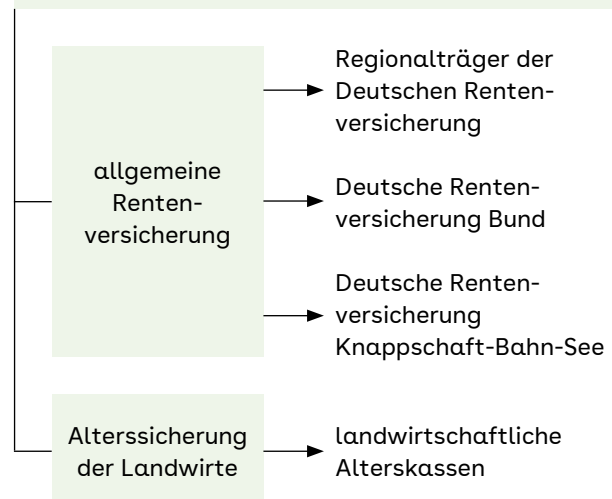 allgemeine
Renten-
versicherung
Regionalträger der
Deutschen Renten-
versicherung
Deutsche Renten-
versicherung Bund
Deutsche Renten-
versicherung
Knappschaft-Bahn-See
Alterssicherung
der Landwirte
landwirtschaftliche
Alterskassen